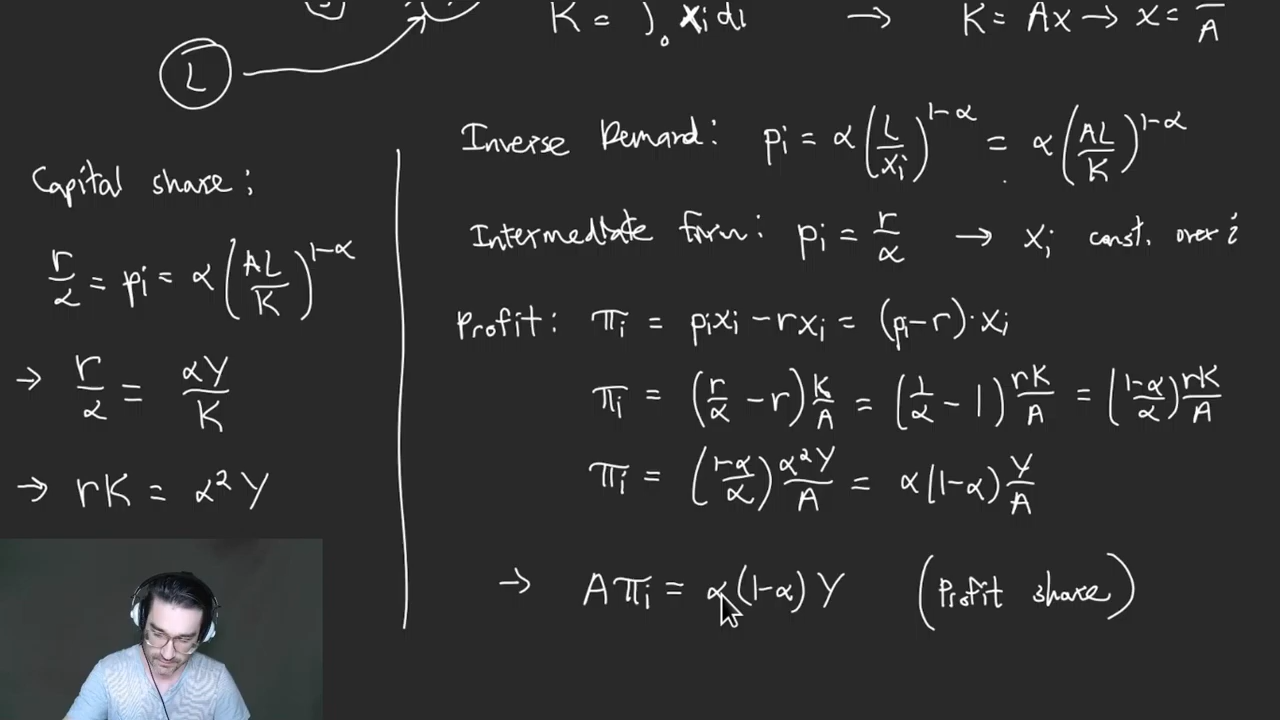 K = ∫₀ xᵢ di → K = Ax → x = /A
L
Inverse Demand: pᵢ = α(L/xᵢ)^(1-α) = α(AL/K)^(1-α)
Capital share:
Intermediate firm: pᵢ = r/α → xᵢ const. over i
r/α = pᵢ = α(AL/K)^(1-α)
Profit: πᵢ = pᵢxᵢ - rxᵢ = (pᵢ-r)·xᵢ
→ r/α = αY/K
πᵢ = (r/α - r)K/A = (1/α - 1)rK/A = ((1-α)/α)rK/A
→ rK = α²Y
πᵢ = ((1-α)/α)α²Y/A = α(1-α)Y/A
→ Aπᵢ = α(1-α)Y (Profit share)